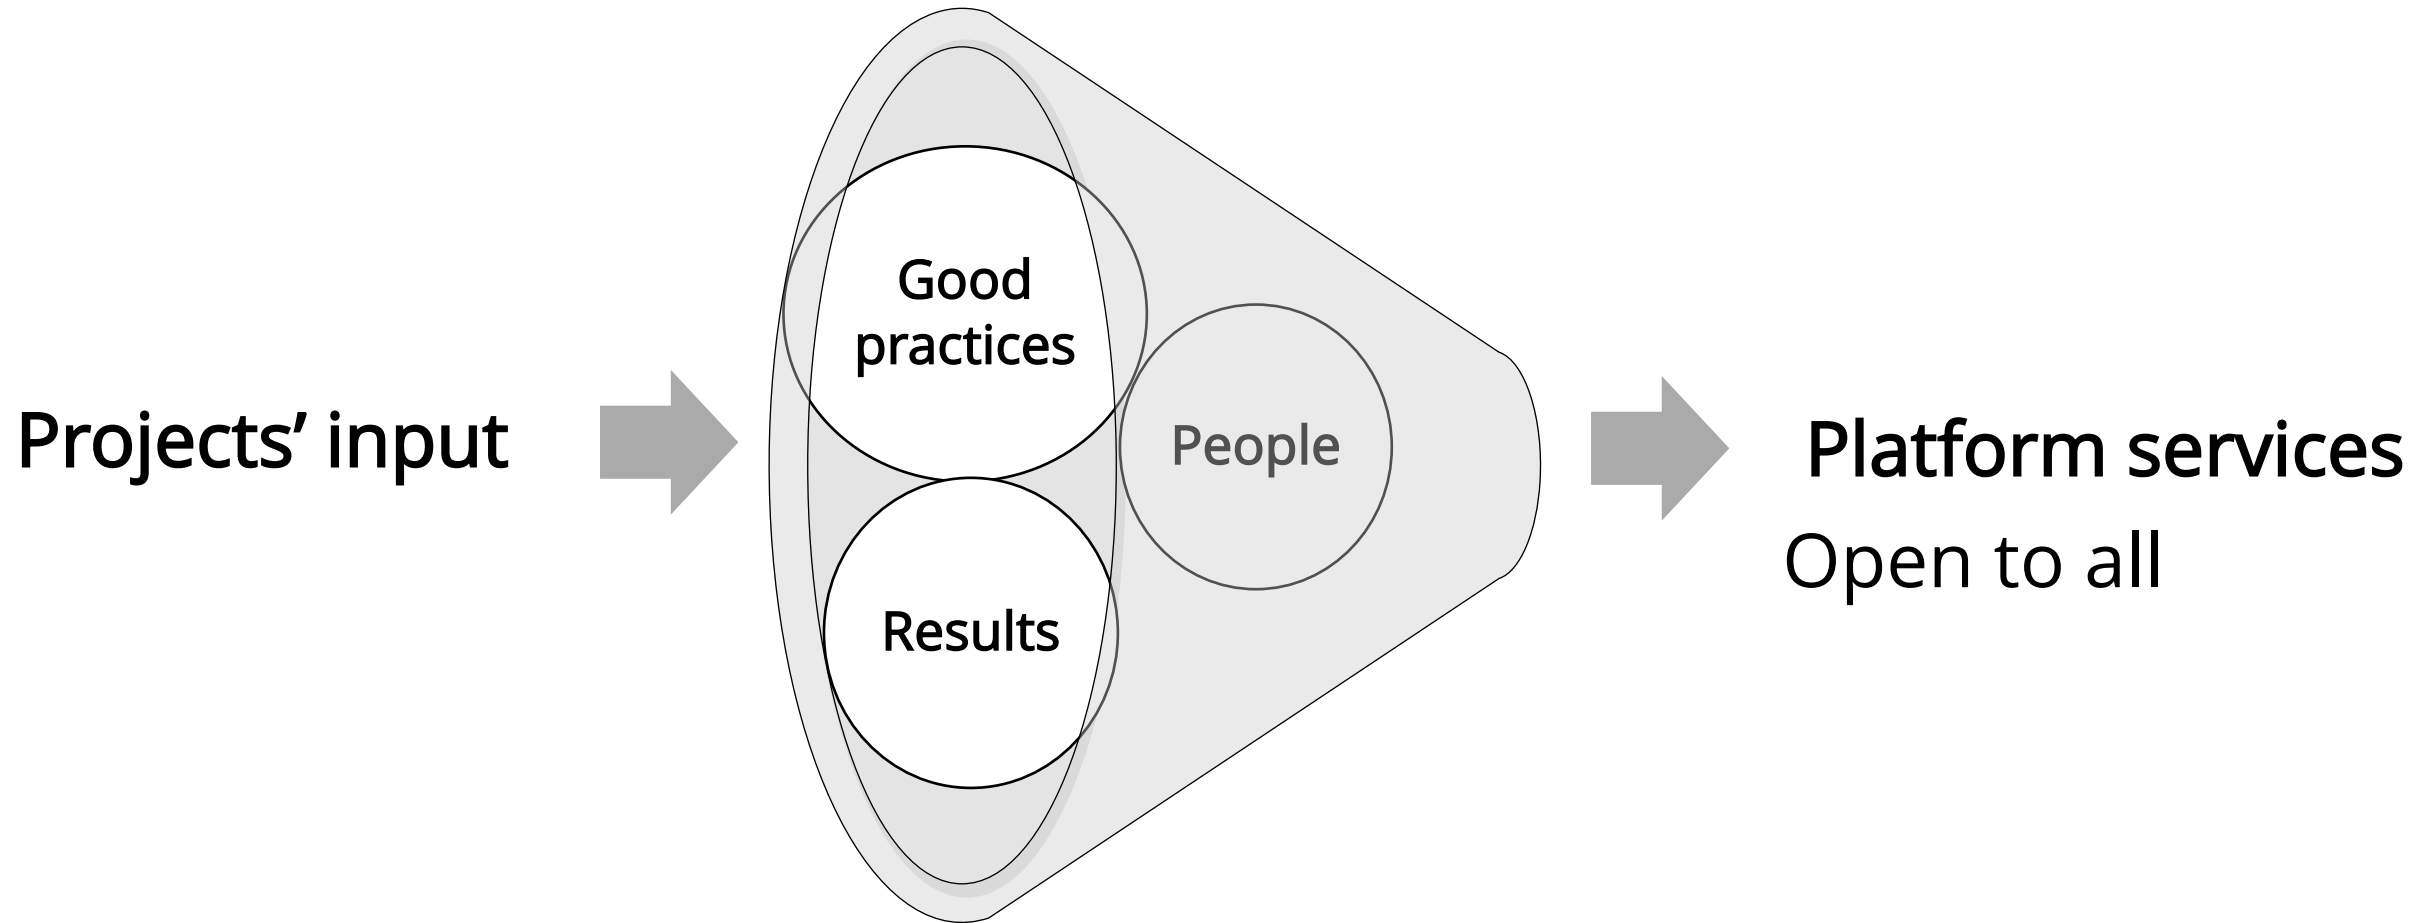 Projects’ input
Good
practices
Results
People
Platform services
Open to all